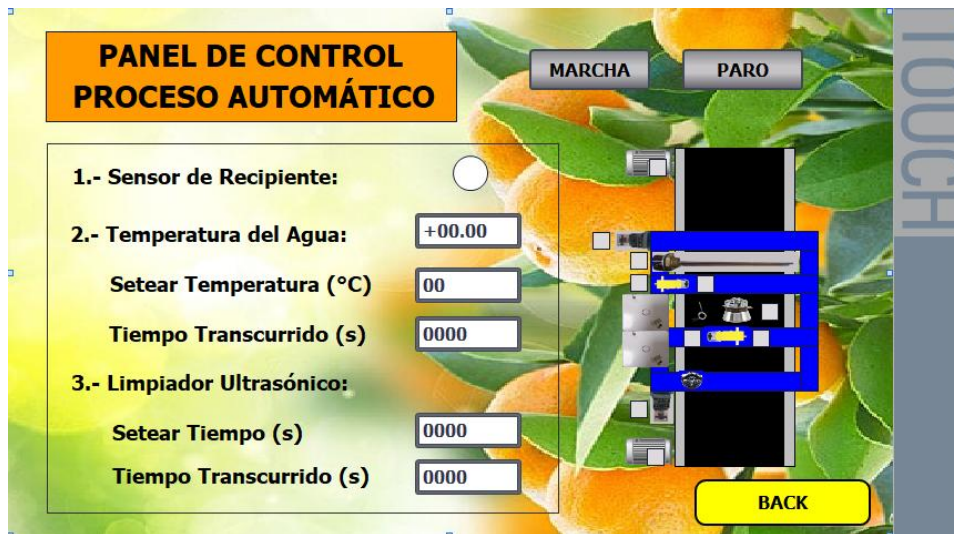 PANEL DE CONTROL
PROCESO AUTOMÁTICO
MARCHA
PARO
1.- Sensor de Recipiente:
2.- Temperatura del Agua:
+00.00
Setear Temperatura (°C)
00
Tiempo Transcurrido (s)
0000
3.- Limpiador Ultrasónico:
Setear Tiempo (s)
0000
Tiempo Transcurrido (s)
0000
BACK
TOUCH